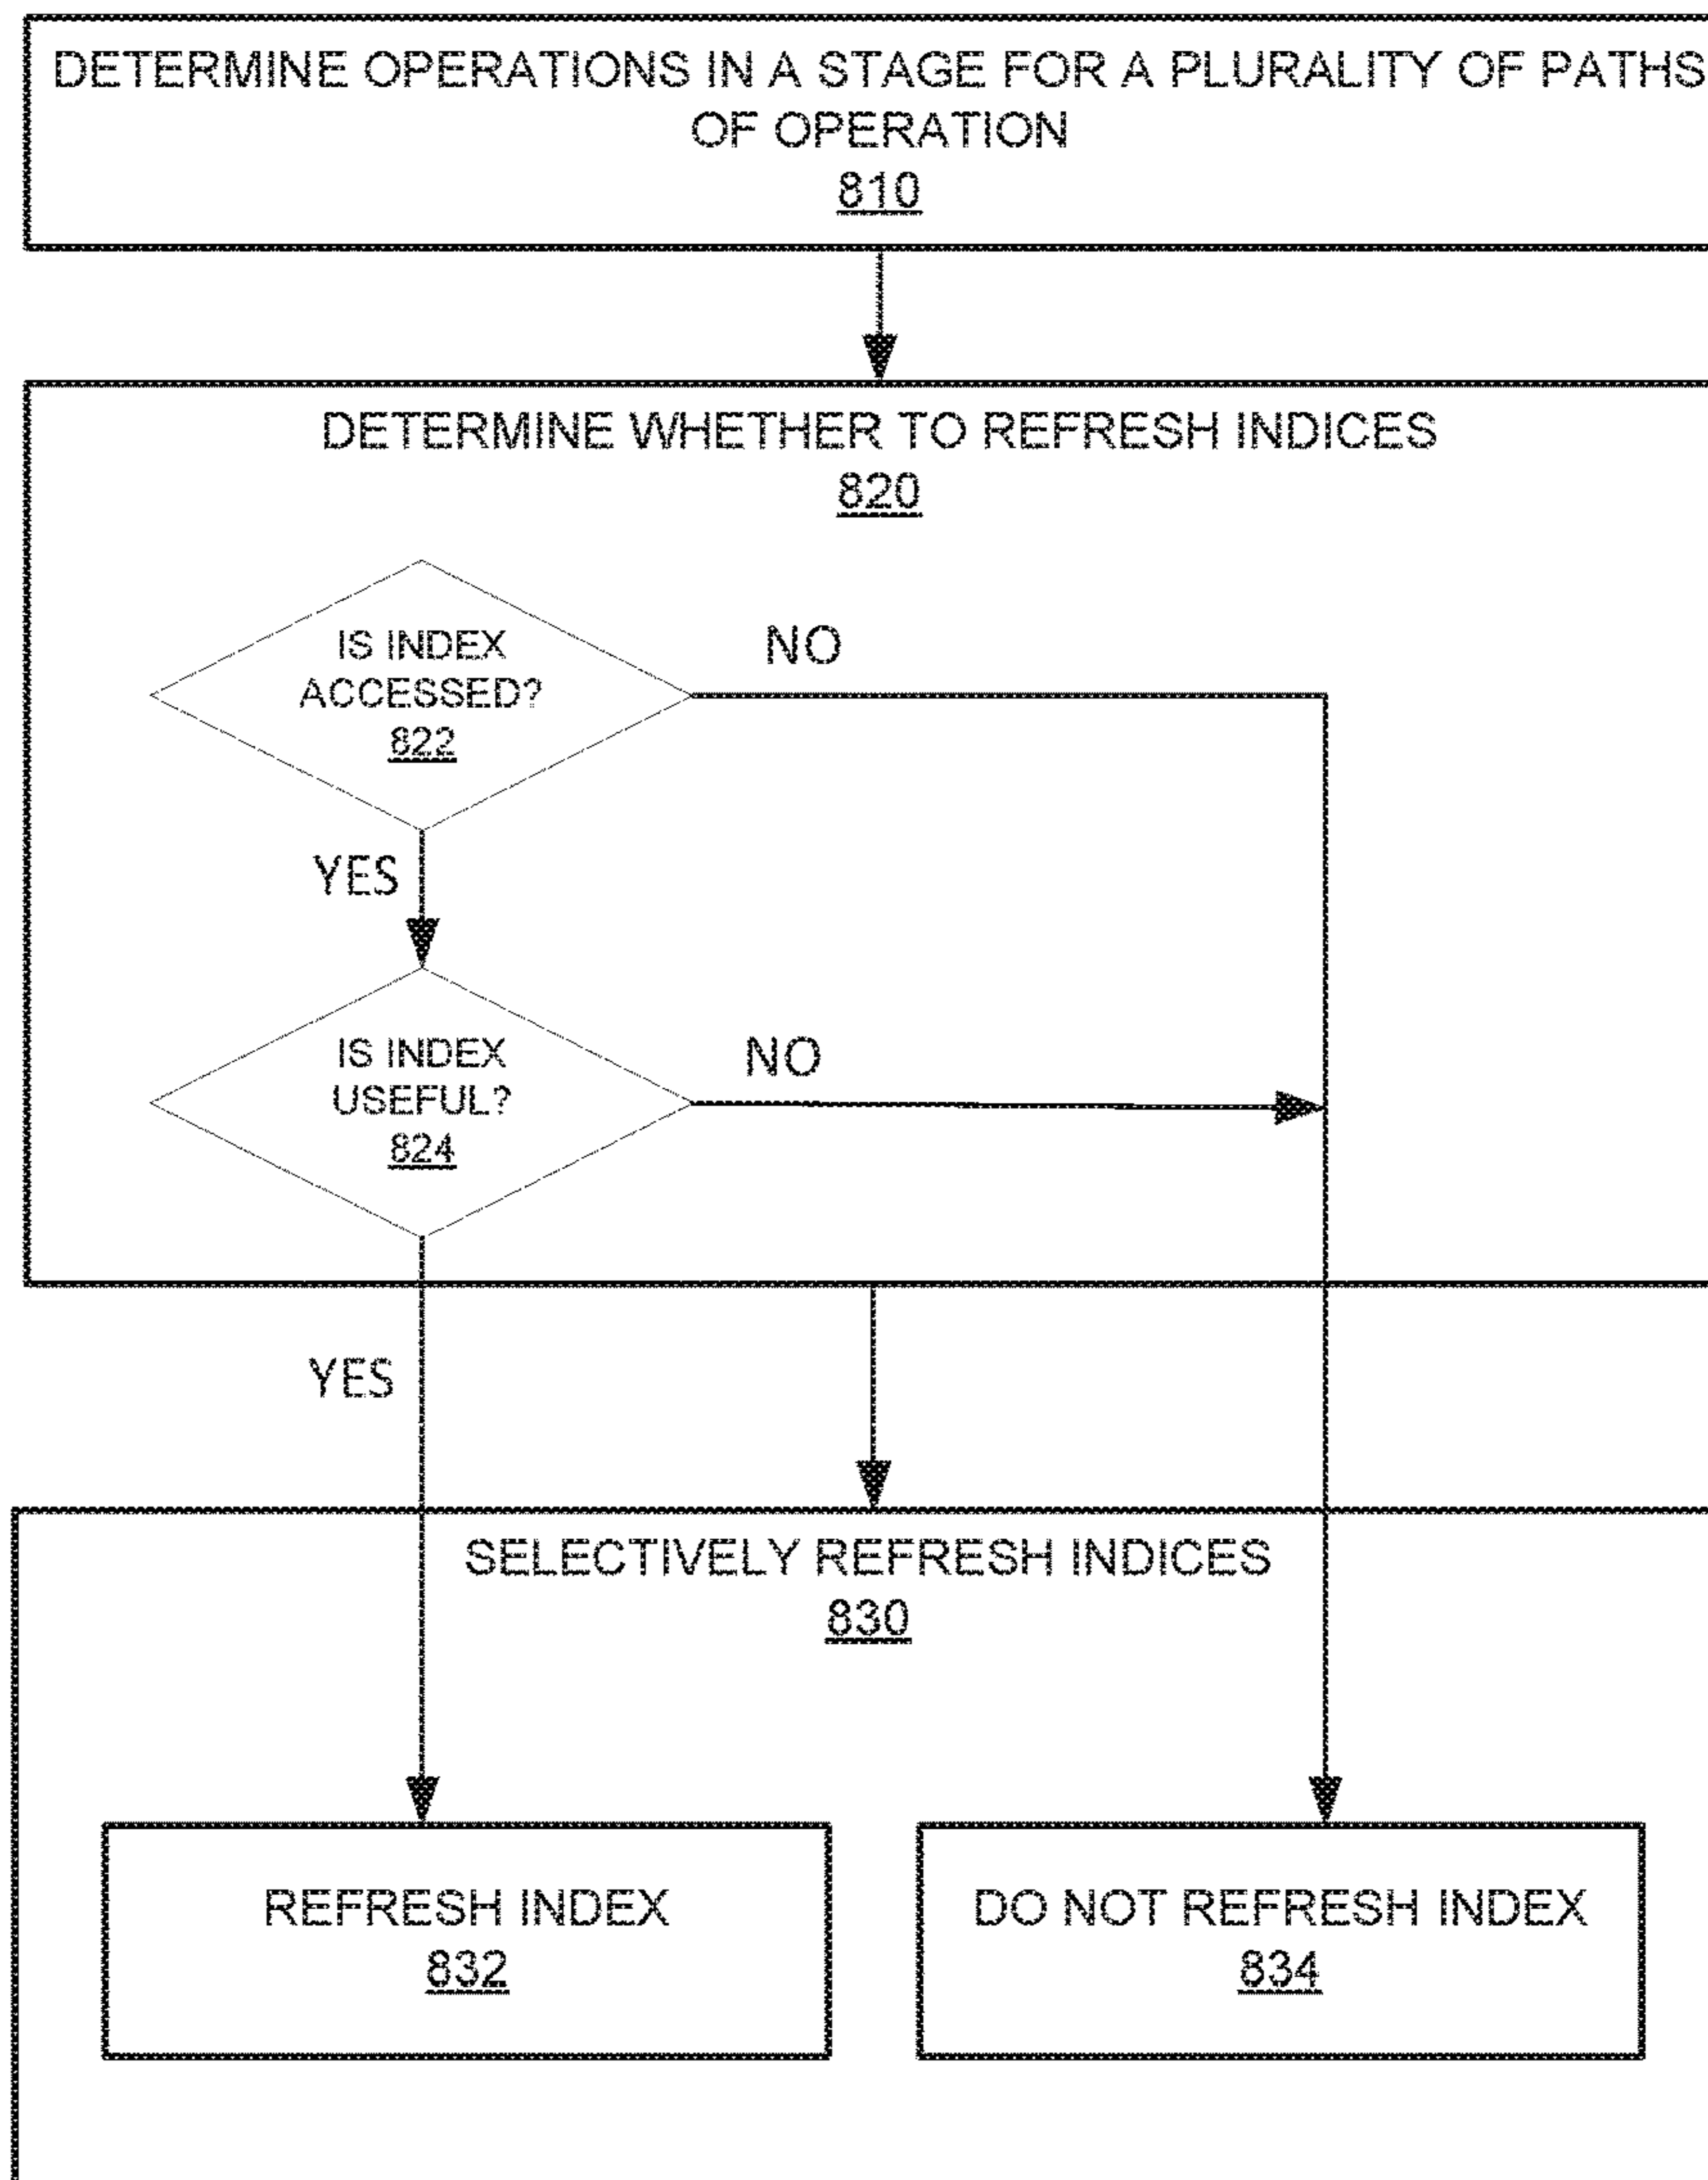 DETERMINE OPERATIONS IN A STAGE FOR A PLURALITY OF PATHS
OF OPERATION
810
DETERMINE WHETHER TO REFRESH INDICES
820
IS INDEX
ACCESSED?
822
NO
YES
IS INDEX
USEFUL?
824
NO
YES
SELECTIVELY REFRESH INDICES
830
REFRESH INDEX
832
DO NOT REFRESH INDEX
834